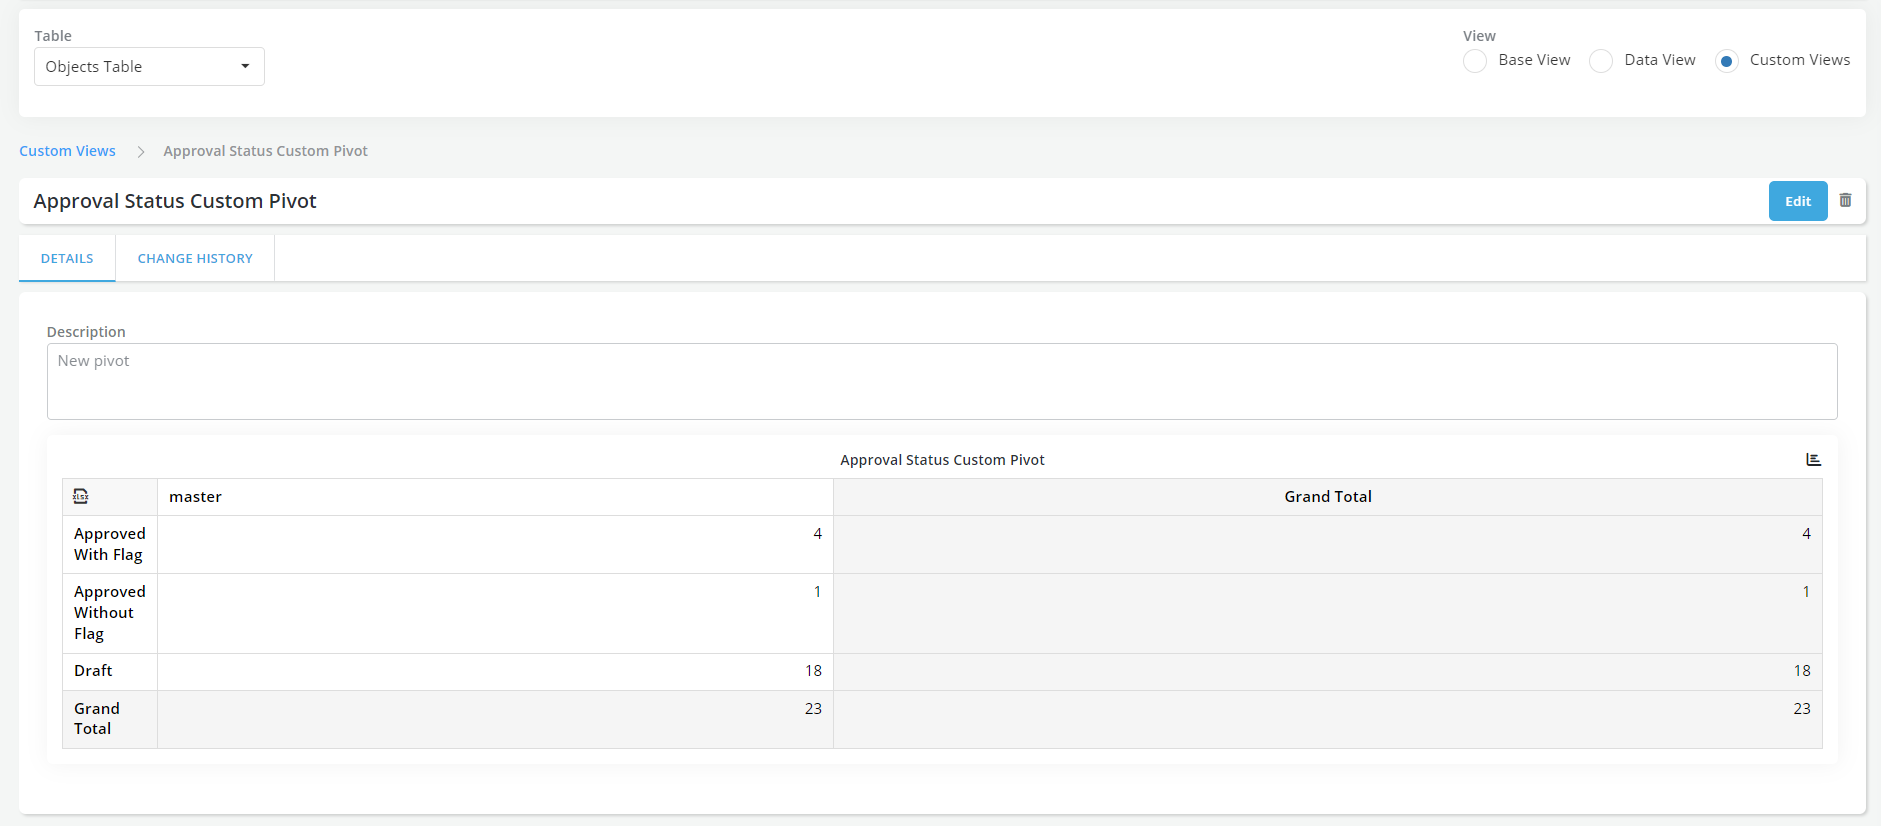 Table
View
Objects Table
Base View
Data View
Custom Views
Custom Views
Approval Status Custom Pivot
Approval Status Custom Pivot
Edit
DETAILS
CHANGE HISTORY
Description
New pivot
Approval Status Custom Pivot
xlsx
master
Grand Total
Approved
With Flag
4
4
Approved
Without
Flag
1
1
Draft
18
18
Grand
Total
23
23